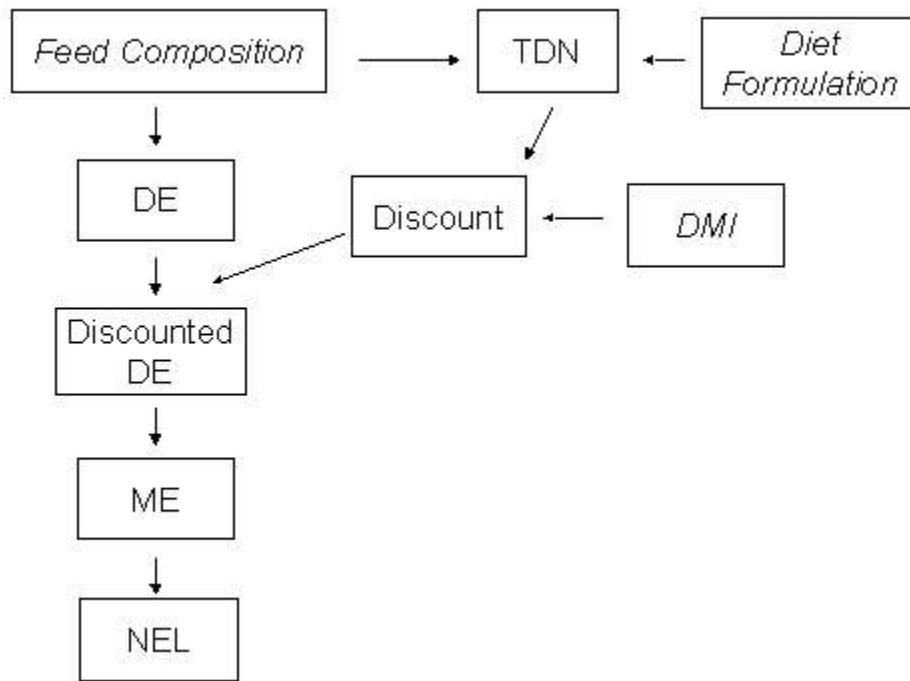 Feed Composition
TDN
Diet
Formulation
DE
Discount
DMI
Discounted
DE
ME
NEL